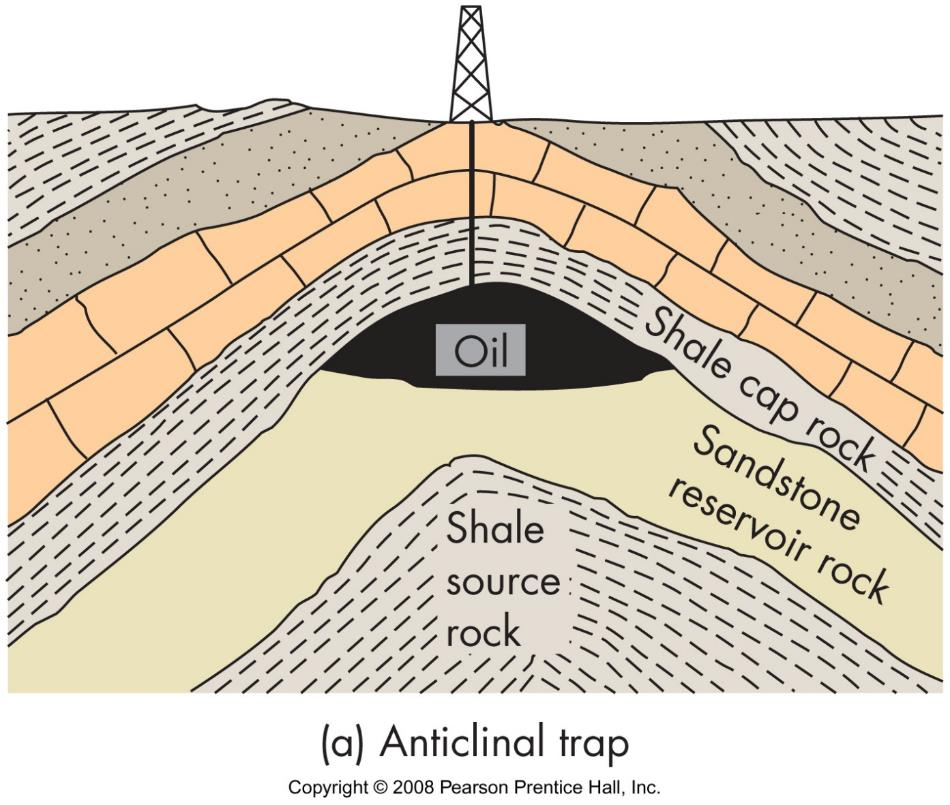 Oil
Shale cap rock
Sandstone
reservoir rock
Shale
source
rock
(a) Anticlinal trap
Copyright © 2008 Pearson Prentice Hall, Inc.